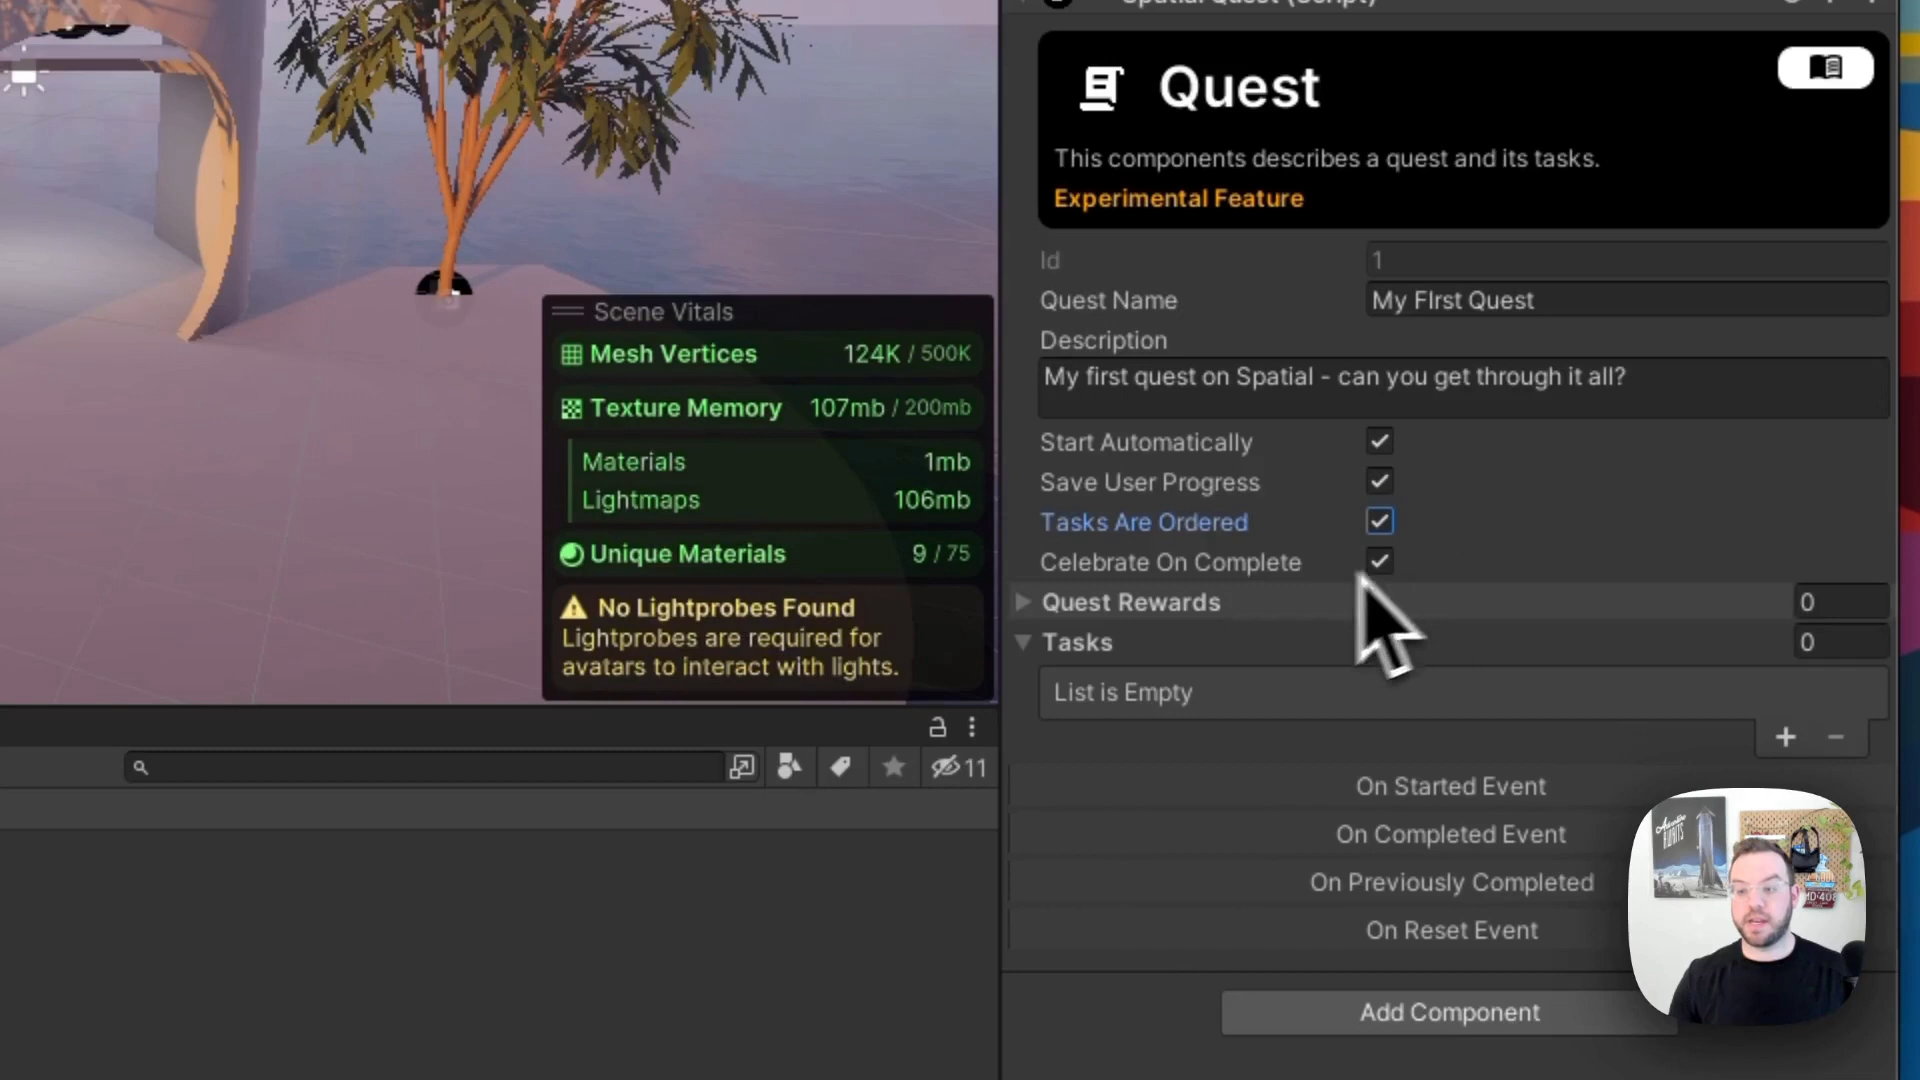 Quest
This components describes a quest and its tasks.
Experimental Feature
Id 1
Quest Name My FIrst Quest
Description
My first quest on Spatial - can you get through it all?
Start Automatically
Save User Progress
Tasks Are Ordered
Celebrate On Complete
Quest Rewards 0
Tasks 0
List is Empty
+ −
On Started Event
On Completed Event
On Previously Completed
On Reset Event
Add Component
Scene Vitals
Mesh Vertices 124K / 500K
Texture Memory 107mb / 200mb
Materials 1mb
Lightmaps 106mb
Unique Materials 9 / 75
No Lightprobes Found
Lightprobes are required for
avatars to interact with lights.
11
Adventure
AWAITS